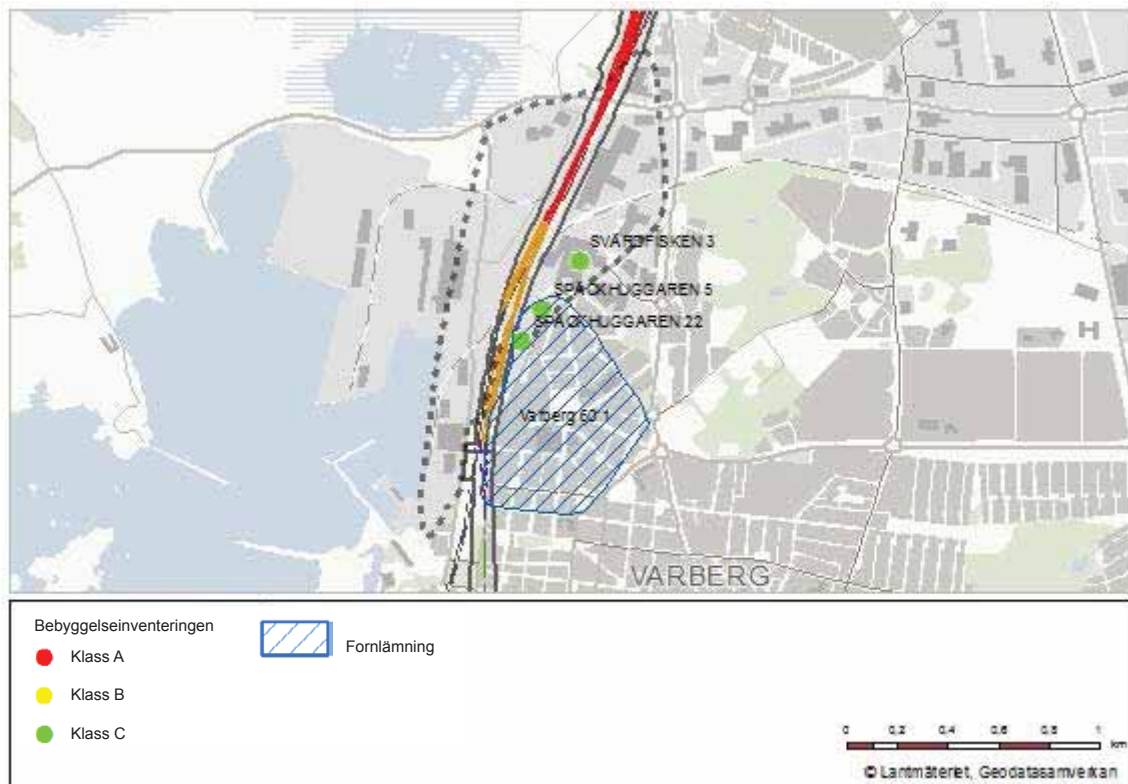 SVÄRDFISKEN 3
SPÄCKHUGGAREN 5
SPÄCKHUGGAREN 22
H
Varberg 60:1
VARBERG
Bebyggelseinventeringen
Klass A
Klass B
Klass C
Fornlämning
0 0,2 0,4 0,6 0,8 1
km
© Lantmäteriet, Geodatasamverkan